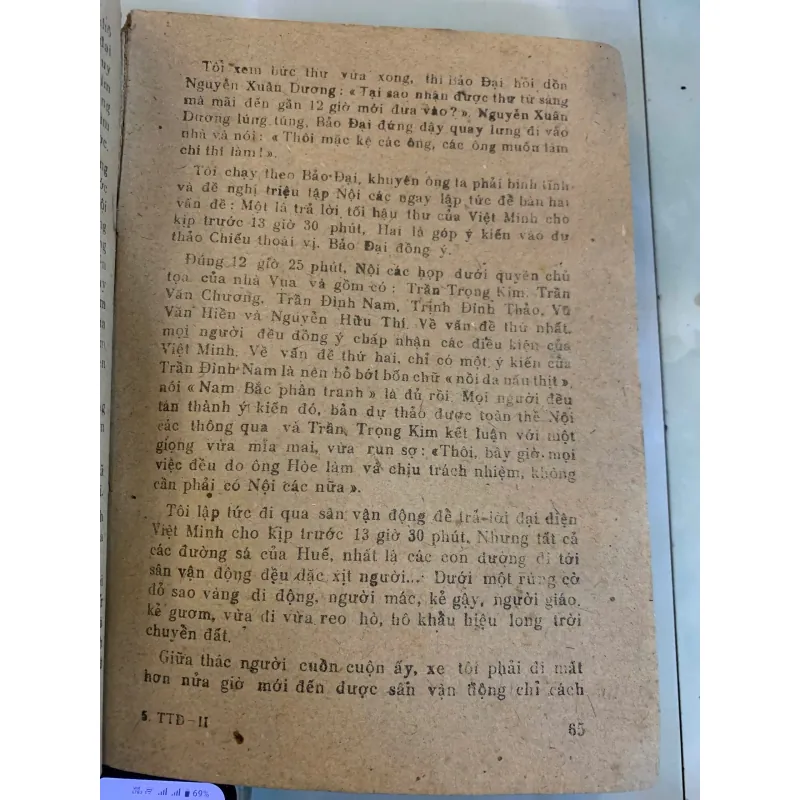 Tôi xem bức thư vừa xong, thì Bảo Đại hỏi dồn
Nguyễn Xuân Dương : « Tại sao nhận được thư từ sáng
mà mãi đến gần 12 giờ mới đưa vào? ». Nguyễn Xuân
Dương lúng túng, Bảo Đại đứng dậy quay lưng đi vào
nhà và nói : « Thôi mặc kệ các ông, các ông muốn làm
chi thì làm ! ».
Tôi chạy theo Bảo Đại, khuyên ông ta phải bình tĩnh
và đề nghị triệu tập Nội các ngay lập tức để bàn hai
vấn đề : Một là trả lời tối hậu thư của Việt Minh cho
kịp trước 13 giờ 30 phút, Hai là góp ý kiến vào dự
thảo Chiếu thoái vị. Bảo Đại đồng ý.
Đúng 12 giờ 25 phút, Nội các họp dưới quyền chủ
tọa của nhà Vua và gồm có : Trần Trọng Kim, Trần
Văn Chương, Trần Đình Nam, Trịnh Đình Thảo, Vũ
Văn Hiền và Nguyễn Hữu Thí. Về vấn đề thứ nhất,
mọi người đều đồng ý chấp nhận các điều kiện của
Việt Minh. Về vấn đề thứ hai, chỉ có một ý kiến của
Trần Đình Nam là nên bỏ bớt bốn chữ « nồi da nấu thịt »,
nói « Nam Bắc phân tranh » là đủ rồi. Mọi người đều
tán thành ý kiến đó, bản dự thảo được toàn thể Nội
các thông qua và Trần Trọng Kim kết luận với một
giọng vừa mỉa mai, vừa run sợ : «Thôi, bây giờ mọi
việc đều do ông Hòe làm và chịu trách nhiệm, không
cần phải có Nội các nữa ».
Tôi lập tức đi qua sân vận động để trả lời đại diện
Việt Minh cho kịp trước 13 giờ 30 phút. Nhưng tất cả
các đường sá của Huế, nhất là các con đường đi tới
sân vận động đều đặc xịt người... Dưới một rừng cờ
đỏ sao vàng di động, người mác, kẻ gậy, người giáo,
kẻ gươm, vừa đi vừa reo hò, hô khẩu hiệu long trời
chuyển đất.
Giữa thác người cuồn cuộn ấy, xe tôi phải đi mất
hơn nửa giờ mới đến được sân vận động chỉ cách
5. TTĐ-II
65
69%